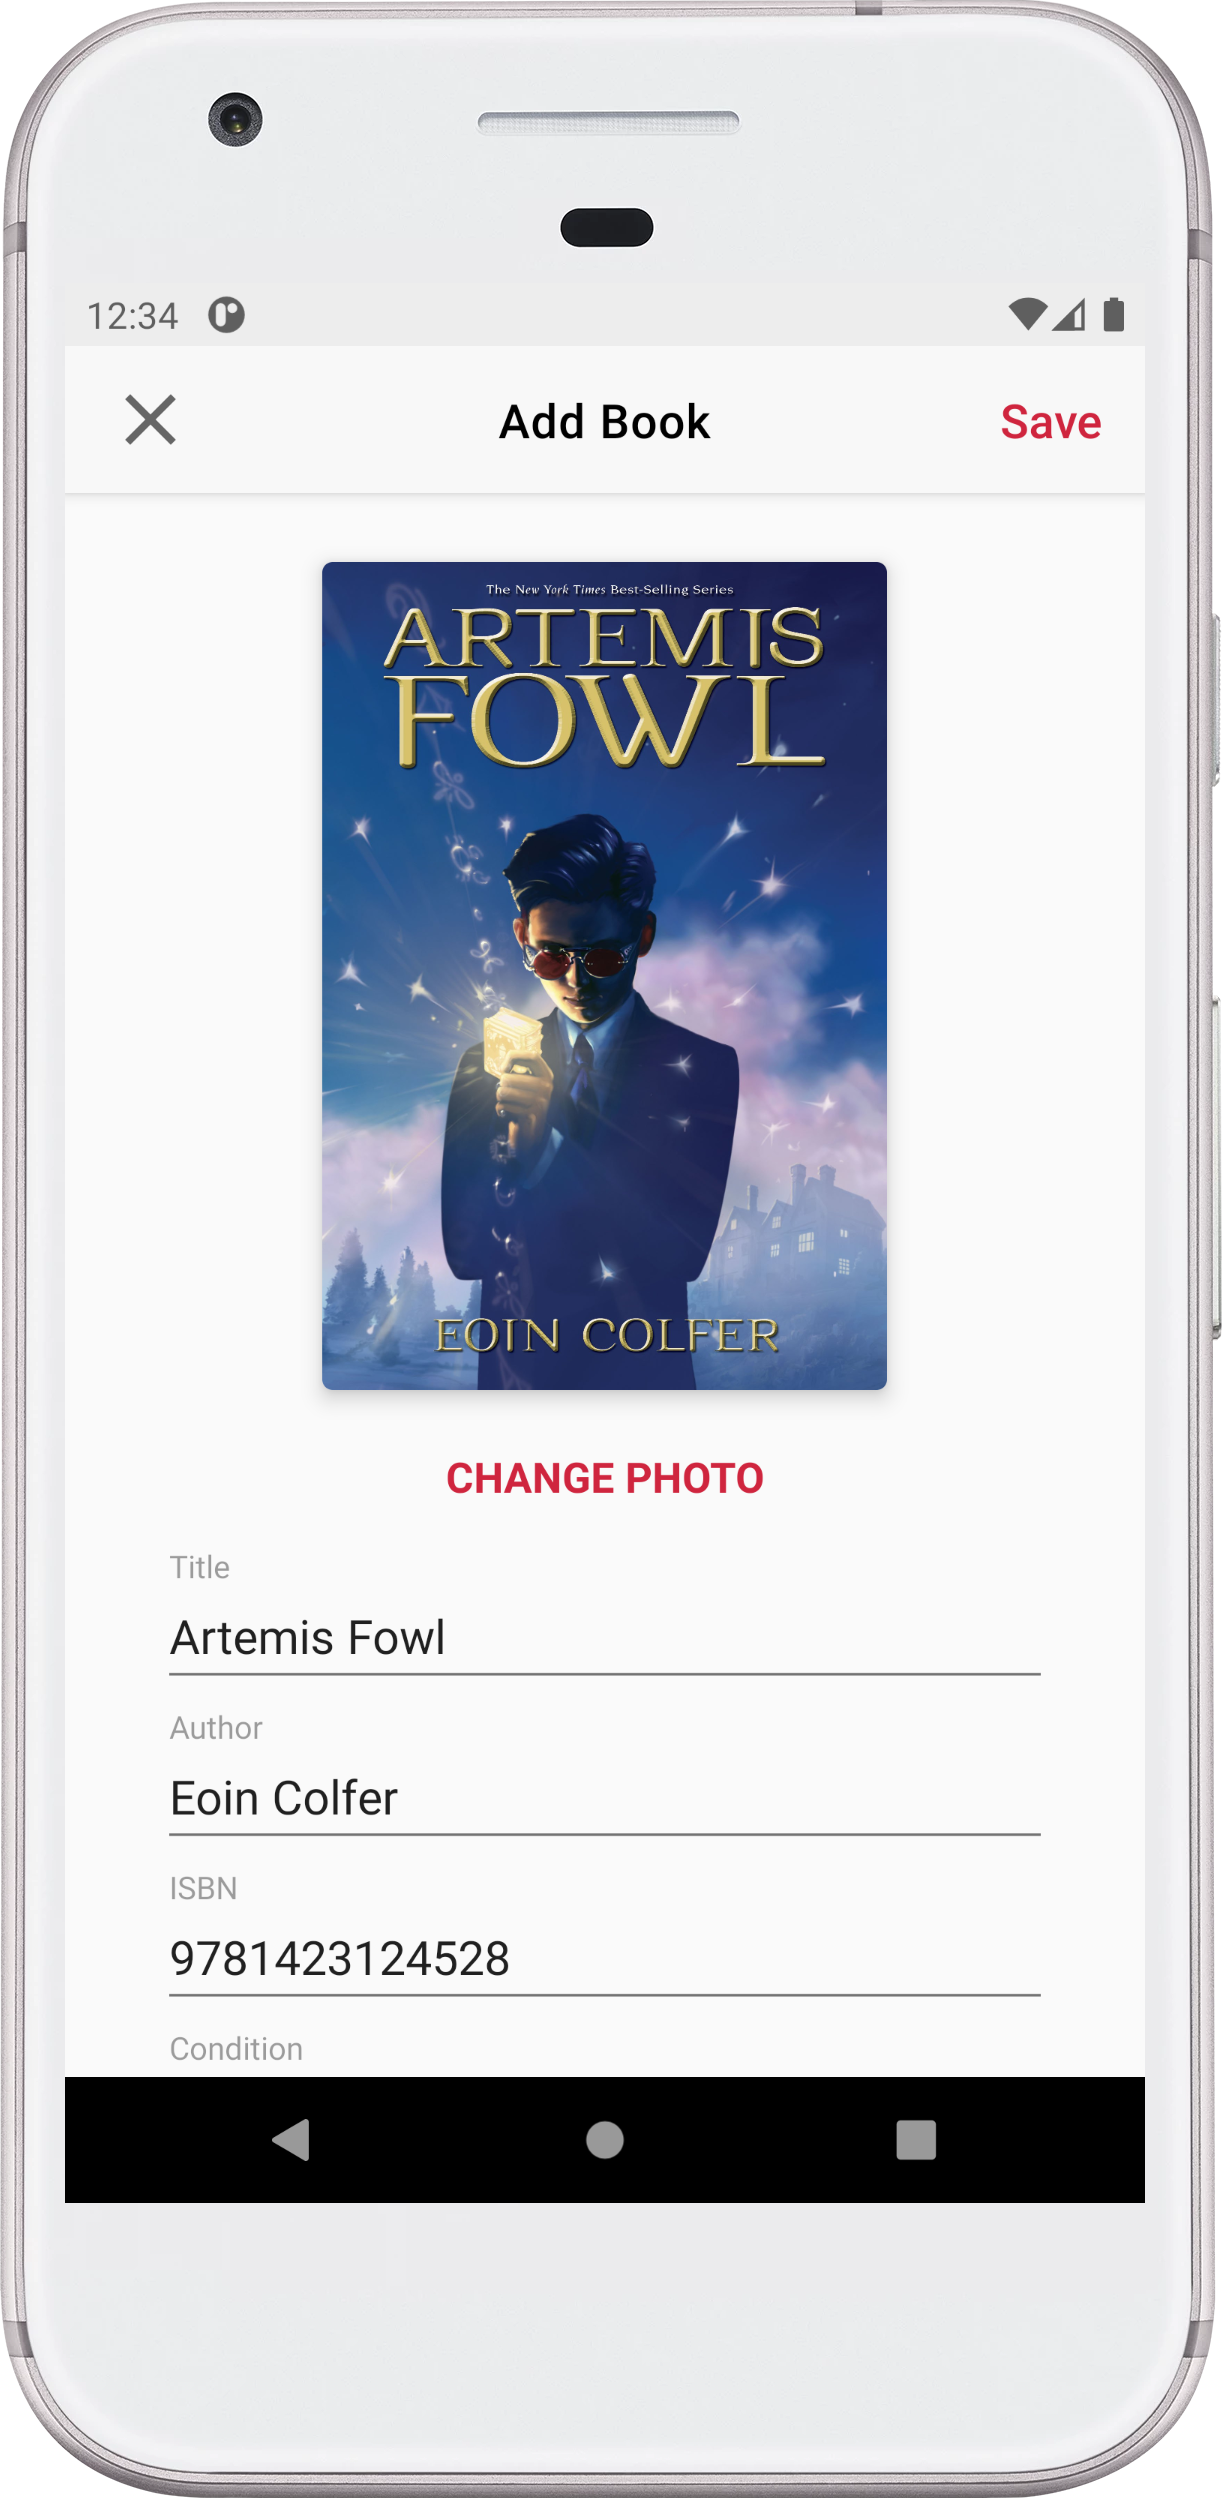 12:34
Add Book
Save
The New York Times Best-Selling Series
ARTEMIS
FOWL
EOIN COLFER
CHANGE PHOTO
Title
Artemis Fowl
Author
Eoin Colfer
ISBN
9781423124528
Condition